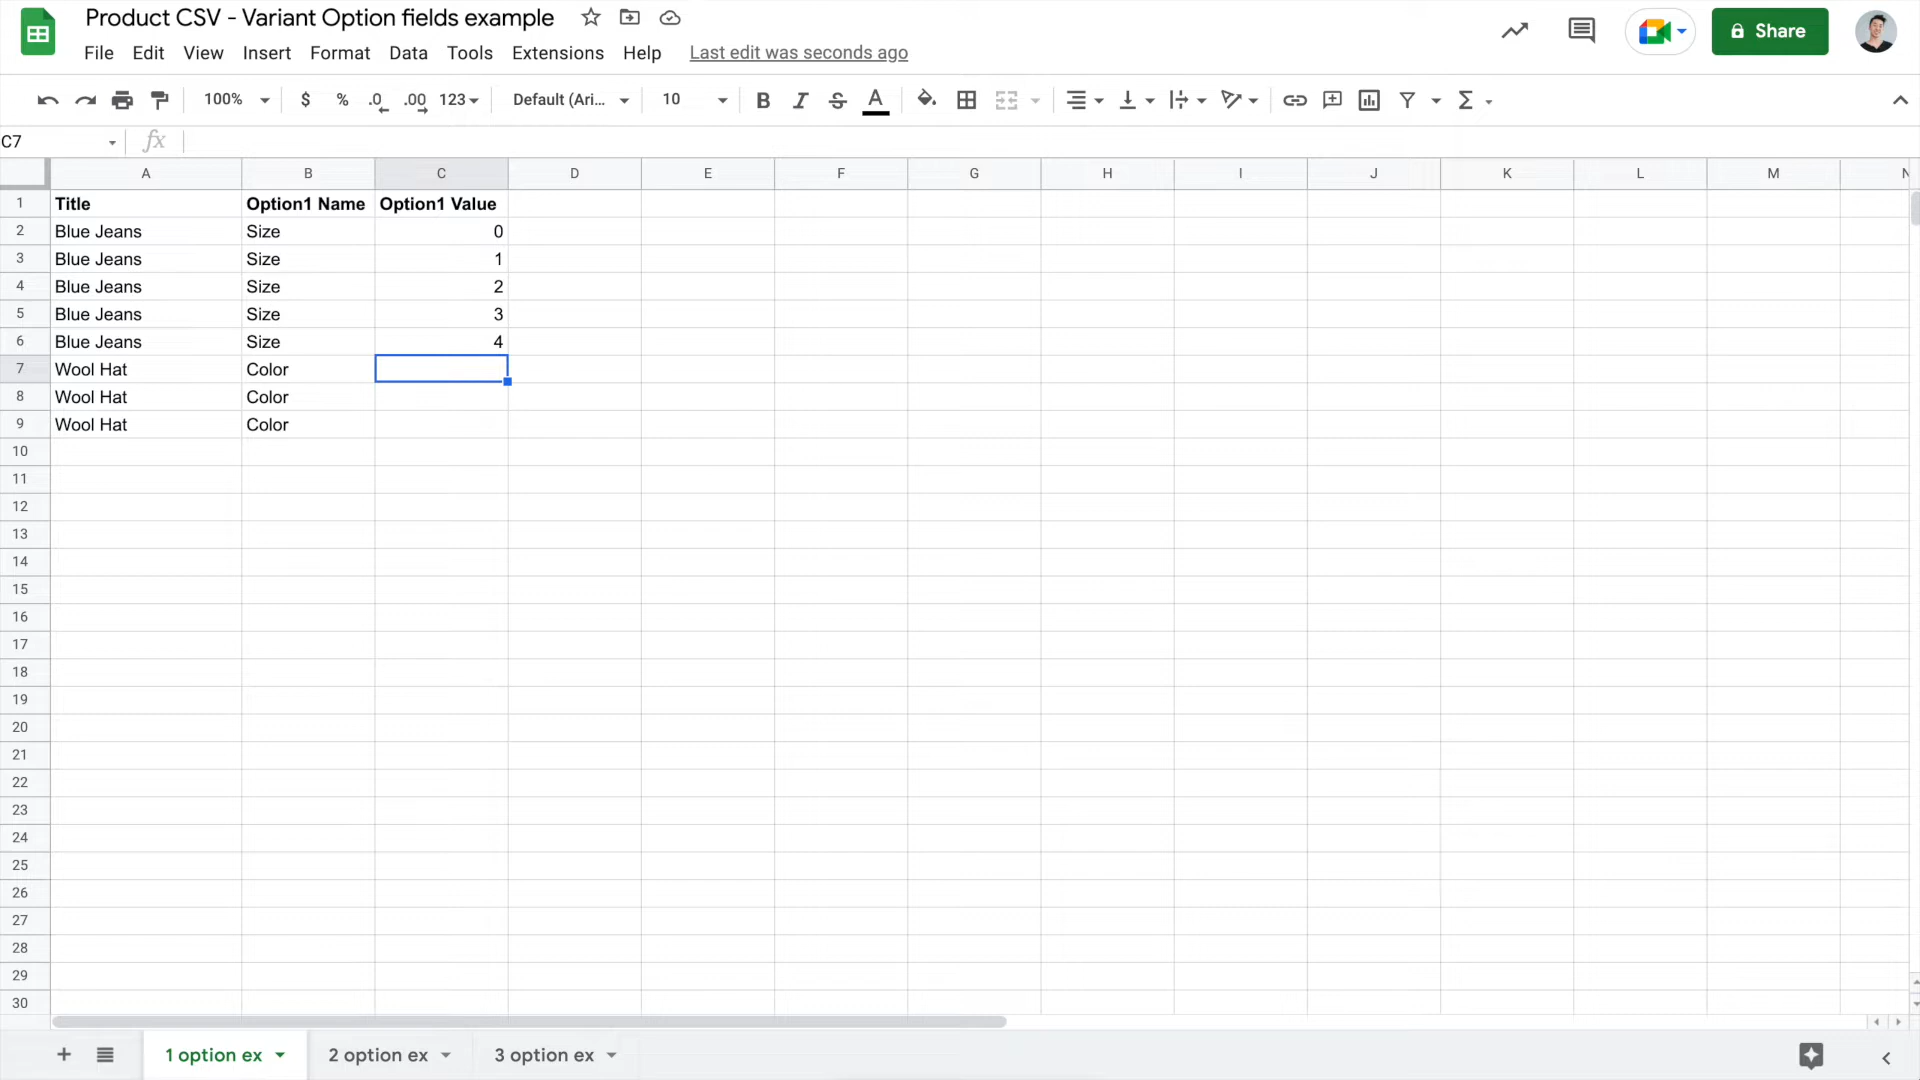 Product CSV - Variant Option fields example
File Edit View Insert Format Data Tools Extensions Help Last edit was seconds ago
Share
100% $ % .0 .00 123 Default (Ari... 10 B I S A Σ
C7 fx
A B C D E F G H I J K L M N
1 Title Option1 Name Option1 Value
2 Blue Jeans Size 0
3 Blue Jeans Size 1
4 Blue Jeans Size 2
5 Blue Jeans Size 3
6 Blue Jeans Size 4
7 Wool Hat Color
8 Wool Hat Color
9 Wool Hat Color
10
11
12
13
14
15
16
17
18
19
20
21
22
23
24
25
26
27
28
29
30
1 option ex 2 option ex 3 option ex